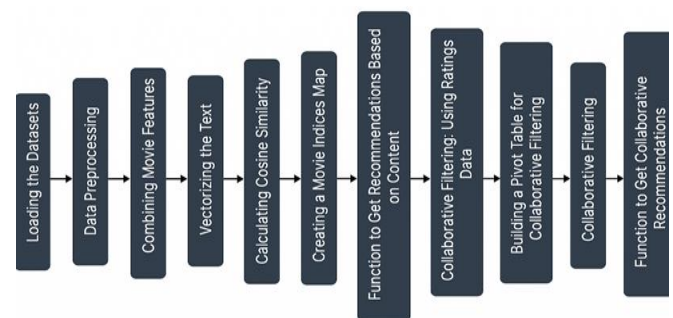 Loading the Datasets
Data Preprocessing
Combining Movie Features
Vectorizing the Text
Calculating Cosine Similarity
Creating a Movie Indices Map
Function to Get Recommendations Based
on Content
Collaborative Filtering: Using Ratings
Data
Building a Pivot Table for
Collaborative Filtering
Collaborative Filtering
Function to Get Collaborative
Recommendations